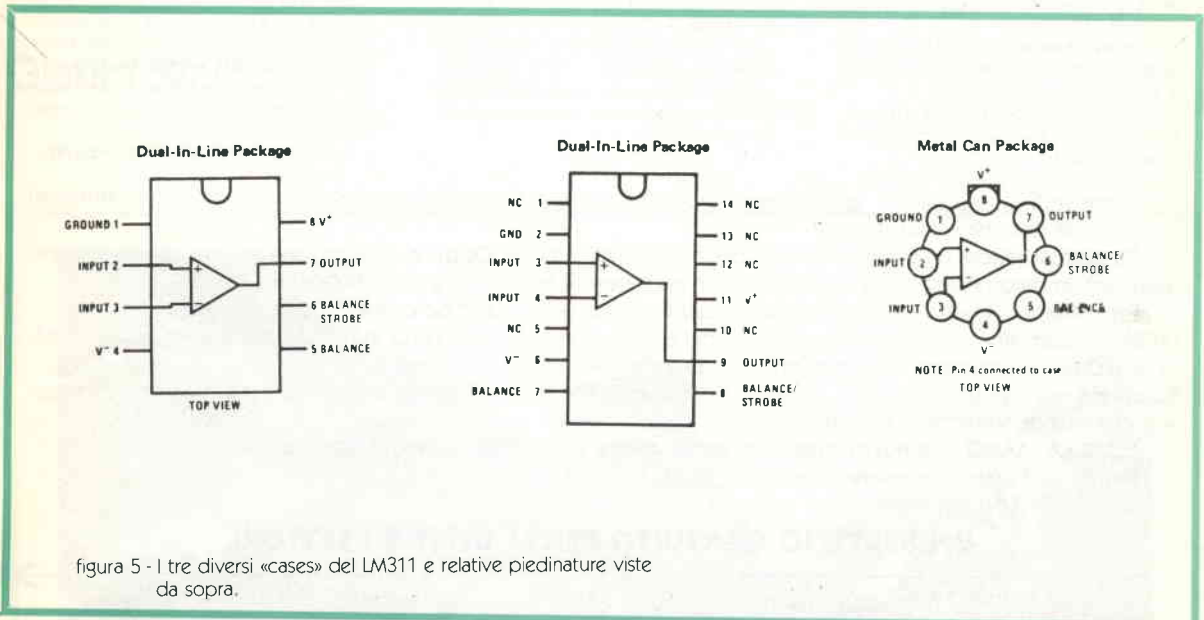 Dual-In-Line Package
GROUND 1
INPUT 2
INPUT 3
V⁻ 4
8 V⁺
7 OUTPUT
6 BALANCE
STROBE
5 BALANCE
+
−
TOP VIEW
Dual-In-Line Package
NC 1
GND 2
INPUT 3
INPUT 4
NC 5
V⁻ 6
BALANCE 7
14 NC
13 NC
12 NC
11 V⁺
10 NC
9 OUTPUT
8 BALANCE/
STROBE
+
−
Metal Can Package
V⁺
8
GROUND 1
7 OUTPUT
INPUT 2
6 BALANCE/
STROBE
INPUT 3
5 BALANCE
4
V⁻
+
−
NOTE Pin 4 connected to case
TOP VIEW
figura 5 - I tre diversi «cases» del LM311 e relative piedinature viste
da sopra.